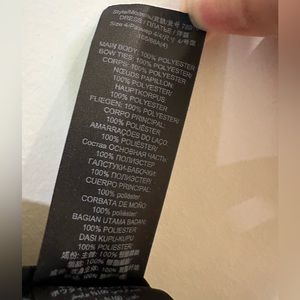 DRESS / ПЛАТЬЕ /
MAIN BODY: 100% POLYESTER
BOW TIES: 100% POLYESTER/
CORPS: 100% POLYESTER
NŒUDS PAPILLON:
100% POLYESTER/
HAUPTKORPUS:
100% POLYESTER
FLIEGEN: 100% POLYESTER/
CORPO PRINCIPAL:
100% POLIÉSTER
AMARRAÇÕES DO LAÇO:
100% POLIÉSTER/
Состав ОСНОВНАЯ ЧАСТЬ:
100% ПОЛИЭСТЕР
ГАЛСТУКИ-БАБОЧКИ:
100% ПОЛИЭСТЕР/
CUERPO PRINCIPAL:
100% poliéster
CORBATA DE MOÑO
100% poliéster/
BAGIAN UTAMA BADAN:
100% POLIESTER
DASI KUPU-KUPU
100% POLIESTER/